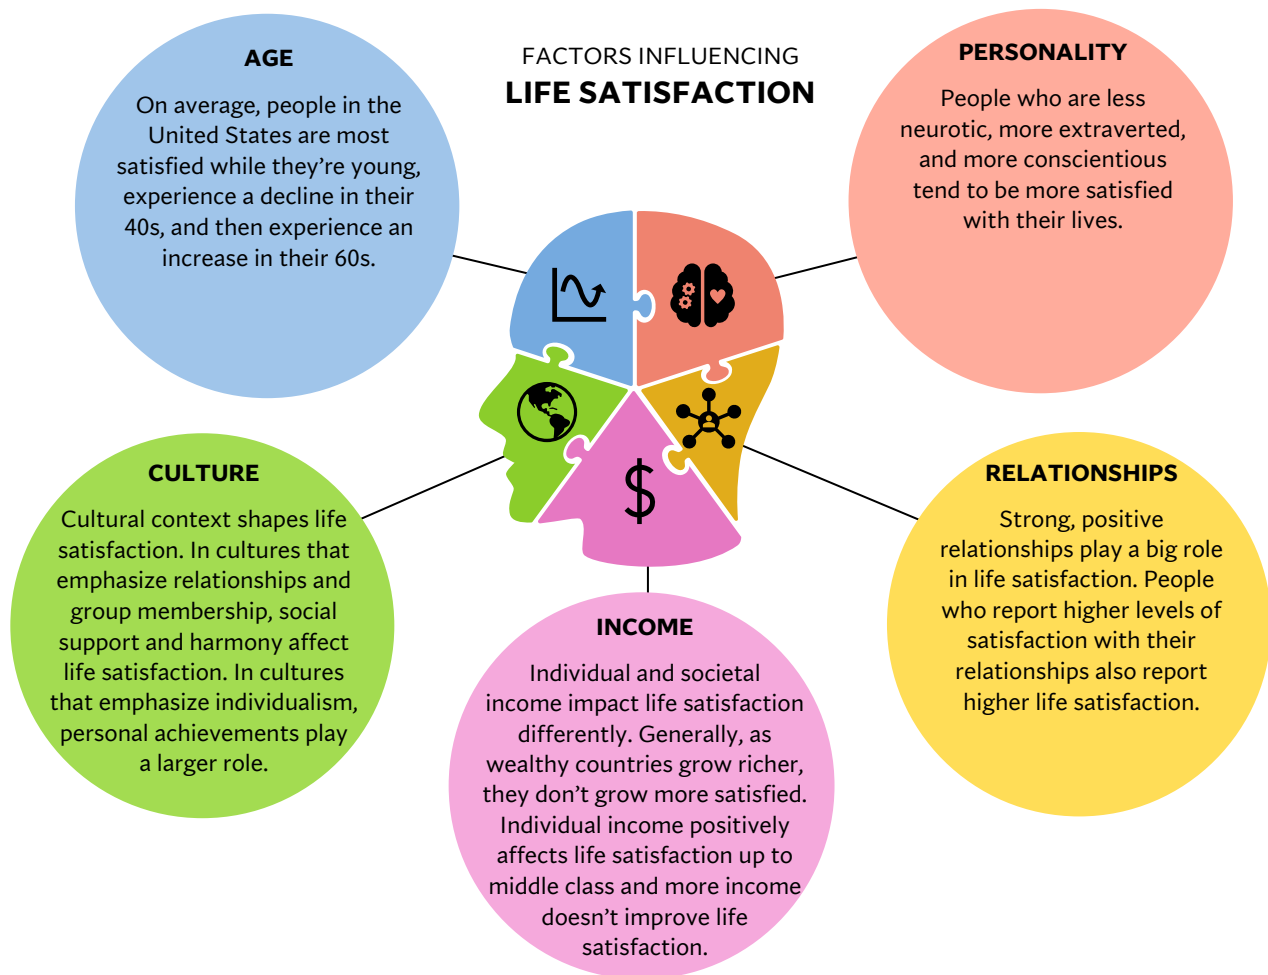 FACTORS INFLUENCING
LIFE SATISFACTION
AGE
On average, people in the
United States are most
satisfied while they’re young,
experience a decline in their
40s, and then experience an
increase in their 60s.
PERSONALITY
People who are less
neurotic, more extraverted,
and more conscientious
tend to be more satisfied
with their lives.
CULTURE
Cultural context shapes life
satisfaction. In cultures that
emphasize relationships and
group membership, social
support and harmony affect
life satisfaction. In cultures
that emphasize individualism,
personal achievements play
a larger role.
$
RELATIONSHIPS
Strong, positive
relationships play a big role
in life satisfaction. People
who report higher levels of
satisfaction with their
relationships also report
higher life satisfaction.
INCOME
Individual and societal
income impact life satisfaction
differently. Generally, as
wealthy countries grow richer,
they don’t grow more satisfied.
Individual income positively
affects life satisfaction up to
middle class and more income
doesn’t improve life
satisfaction.